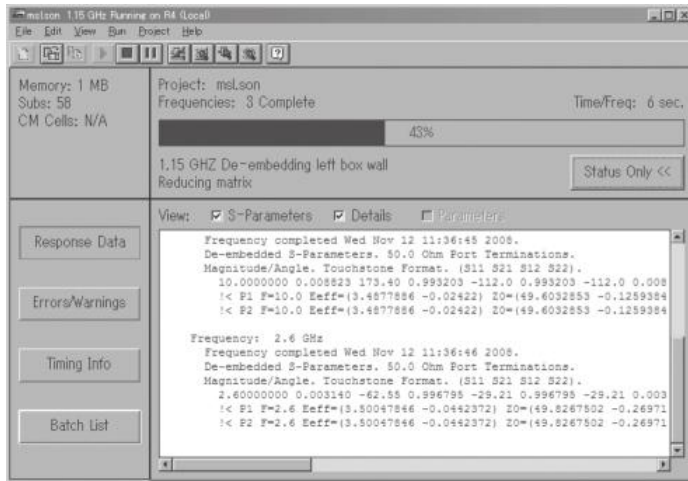 mslson 1.15 GHz Running on R4 (Local)
File Edit View Run Project Help
Memory: 1 MB
Subs: 58
CM Cells: N/A
Project: msl.son
Frequencies: 3 Complete
Time/Freq: 6 sec.
43%
1.15 GHZ De-embedding left box wall
Reducing matrix
Status Only <<
View: S-Parameters Details Parameters
Response Data
Errors/Warnings
Timing Info
Batch List
Frequency completed Wed Nov 12 11:36:45 2008.
De-embedded S-Parameters. 50.0 Ohm Port Terminations.
Magnitude/Angle. Touchstone Format. (S11 S21 S12 S22).
10.0000000 0.008823 173.40 0.993203 -112.0 0.993203 -112.0 0.008
!< P1 F=10.0 Eeff=(3.4877886 -0.02422) Z0=(49.6032853 -0.1259384
!< P2 F=10.0 Eeff=(3.4877886 -0.02422) Z0=(49.6032853 -0.1259384
Frequency: 2.6 GHz
Frequency completed Wed Nov 12 11:36:46 2008.
De-embedded S-Parameters. 50.0 Ohm Port Terminations.
Magnitude/Angle. Touchstone Format. (S11 S21 S12 S22).
2.60000000 0.003140 -62.55 0.996795 -29.21 0.996795 -29.21 0.003
!< P1 F=2.6 Eeff=(3.50047846 -0.0442372) Z0=(49.8267502 -0.26971
!< P2 F=2.6 Eeff=(3.50047846 -0.0442372) Z0=(49.8267502 -0.26971